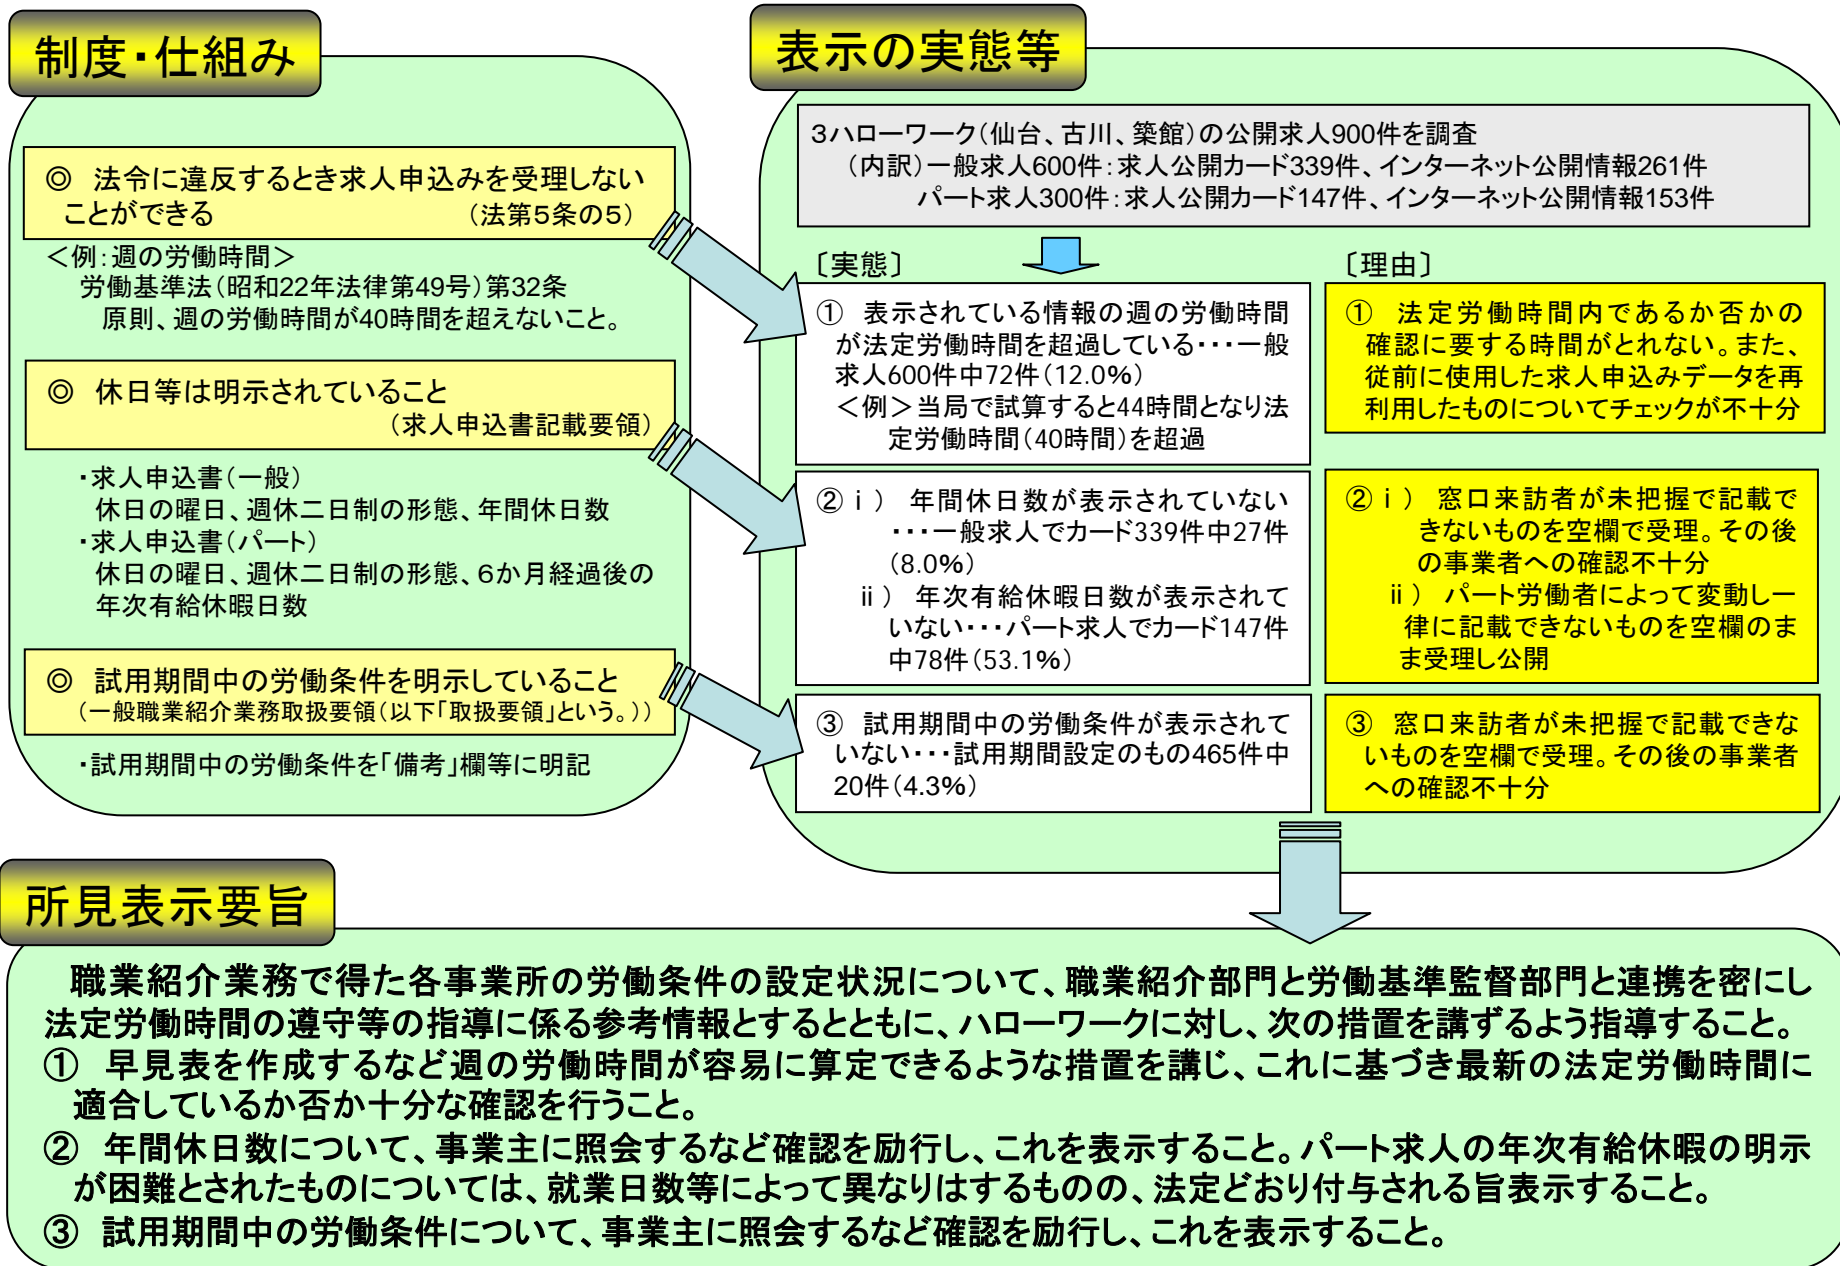 制度・仕組み
◎ 法令に違反するとき求人申込みを受理しない
ことができる (法第5条の5)
<例:週の労働時間>
労働基準法(昭和22年法律第49号)第32条
原則、週の労働時間が40時間を超えないこと。
◎ 休日等は明示されていること
(求人申込書記載要領)
・求人申込書(一般)
休日の曜日、週休二日制の形態、年間休日数
・求人申込書(パート)
休日の曜日、週休二日制の形態、6か月経過後の
年次有給休暇日数
◎ 試用期間中の労働条件を明示していること
(一般職業紹介業務取扱要領(以下「取扱要領」という。))
・試用期間中の労働条件を「備考」欄等に明記
表示の実態等
3ハローワーク(仙台、古川、築館)の公開求人900件を調査
(内訳)一般求人600件:求人公開カード339件、インターネット公開情報261件
パート求人300件:求人公開カード147件、インターネット公開情報153件
〔実態〕
① 表示されている情報の週の労働時間
が法定労働時間を超過している・・・一般
求人600件中72件(12.0%)
<例>当局で試算すると44時間となり法
定労働時間(40時間)を超過
② ⅰ) 年間休日数が表示されていない
・・・一般求人でカード339件中27件
(8.0%)
ⅱ) 年次有給休暇日数が表示されて
いない・・・パート求人でカード147件
中78件(53.1%)
③ 試用期間中の労働条件が表示されて
いない・・・試用期間設定のもの465件中
20件(4.3%)
〔理由〕
① 法定労働時間内であるか否かの
確認に要する時間がとれない。また、
従前に使用した求人申込みデータを再
利用したものについてチェックが不十分
② ⅰ) 窓口来訪者が未把握で記載で
きないものを空欄で受理。その後
の事業者への確認不十分
ⅱ) パート労働者によって変動し一
律に記載できないものを空欄のま
ま受理し公開
③ 窓口来訪者が未把握で記載できな
いものを空欄で受理。その後の事業者
への確認不十分
所見表示要旨
職業紹介業務で得た各事業所の労働条件の設定状況について、職業紹介部門と労働基準監督部門と連携を密にし
法定労働時間の遵守等の指導に係る参考情報とするとともに、ハローワークに対し、次の措置を講ずるよう指導すること。
① 早見表を作成するなど週の労働時間が容易に算定できるような措置を講じ、これに基づき最新の法定労働時間に
適合しているか否か十分な確認を行うこと。
② 年間休日数について、事業主に照会するなど確認を励行し、これを表示すること。パート求人の年次有給休暇の明示
が困難とされたものについては、就業日数等によって異なりはするものの、法定どおり付与される旨表示すること。
③ 試用期間中の労働条件について、事業主に照会するなど確認を励行し、これを表示すること。